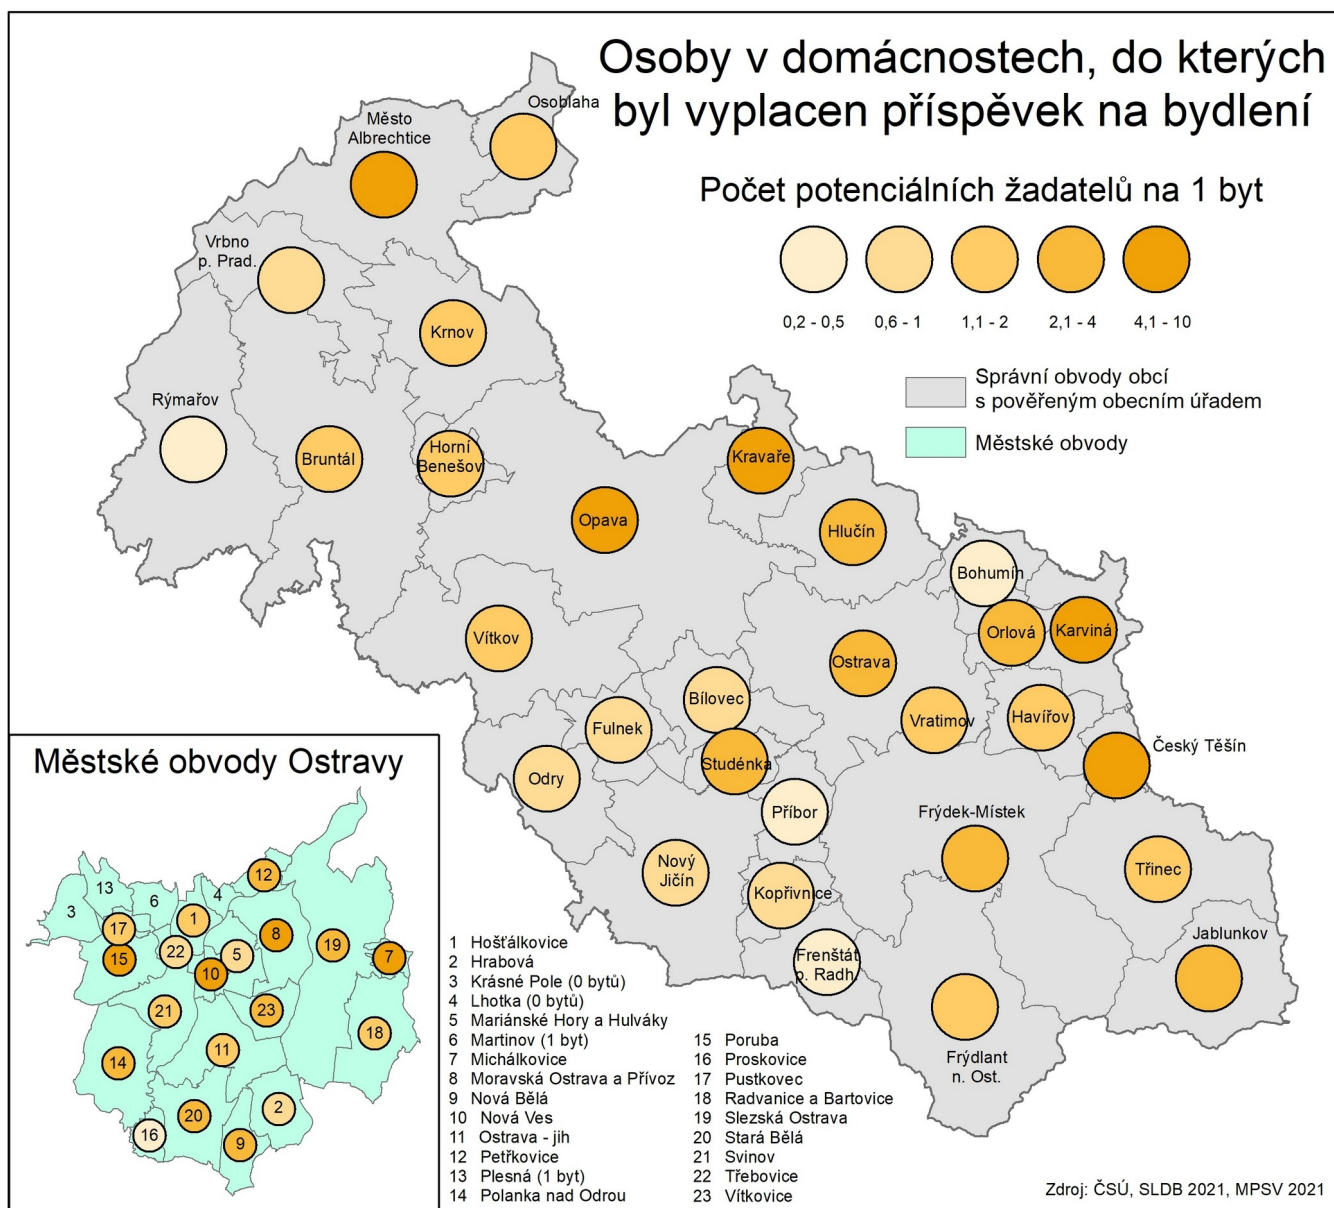 Osoby v domácnostech, do kterých
byl vyplacen příspěvek na bydlení
Počet potenciálních žadatelů na 1 byt
0,2 - 0,5
0,6 - 1
1,1 - 2
2,1 - 4
4,1 - 10
Správní obvody obcí
s pověřeným obecním úřadem
Městské obvody
Osoblaha
Město
Albrechtice
Vrbno
p. Prad.
Krnov
Rýmařov
Bruntál
Horní
Benešov
Opava
Kravaře
Hlučín
Bohumín
Orlová
Karviná
Vítkov
Ostrava
Bílovec
Vratimov
Havířov
Fulnek
Studénka
Český Těšín
Odry
Příbor
Frýdek-Místek
Nový
Jičín
Kopřivnice
Třinec
Jablunkov
Frenštát
p. Radh.
Frýdlant
n. Ost.
Městské obvody Ostravy
12
13
4
6
3
1
17
8
22
5
19
15
10
7
21
23
18
11
14
2
20
16
9
1 Hošťálkovice
2 Hrabová
3 Krásné Pole (0 bytů)
4 Lhotka (0 bytů)
5 Mariánské Hory a Hulváky
6 Martinov (1 byt)
7 Michálkovice
8 Moravská Ostrava a Přívoz
9 Nová Bělá
10 Nová Ves
11 Ostrava - jih
12 Petřkovice
13 Plesná (1 byt)
14 Polanka nad Odrou
15 Poruba
16 Proskovice
17 Pustkovec
18 Radvanice a Bartovice
19 Slezská Ostrava
20 Stará Bělá
21 Svinov
22 Třebovice
23 Vítkovice
Zdroj: ČSÚ, SLDB 2021, MPSV 2021